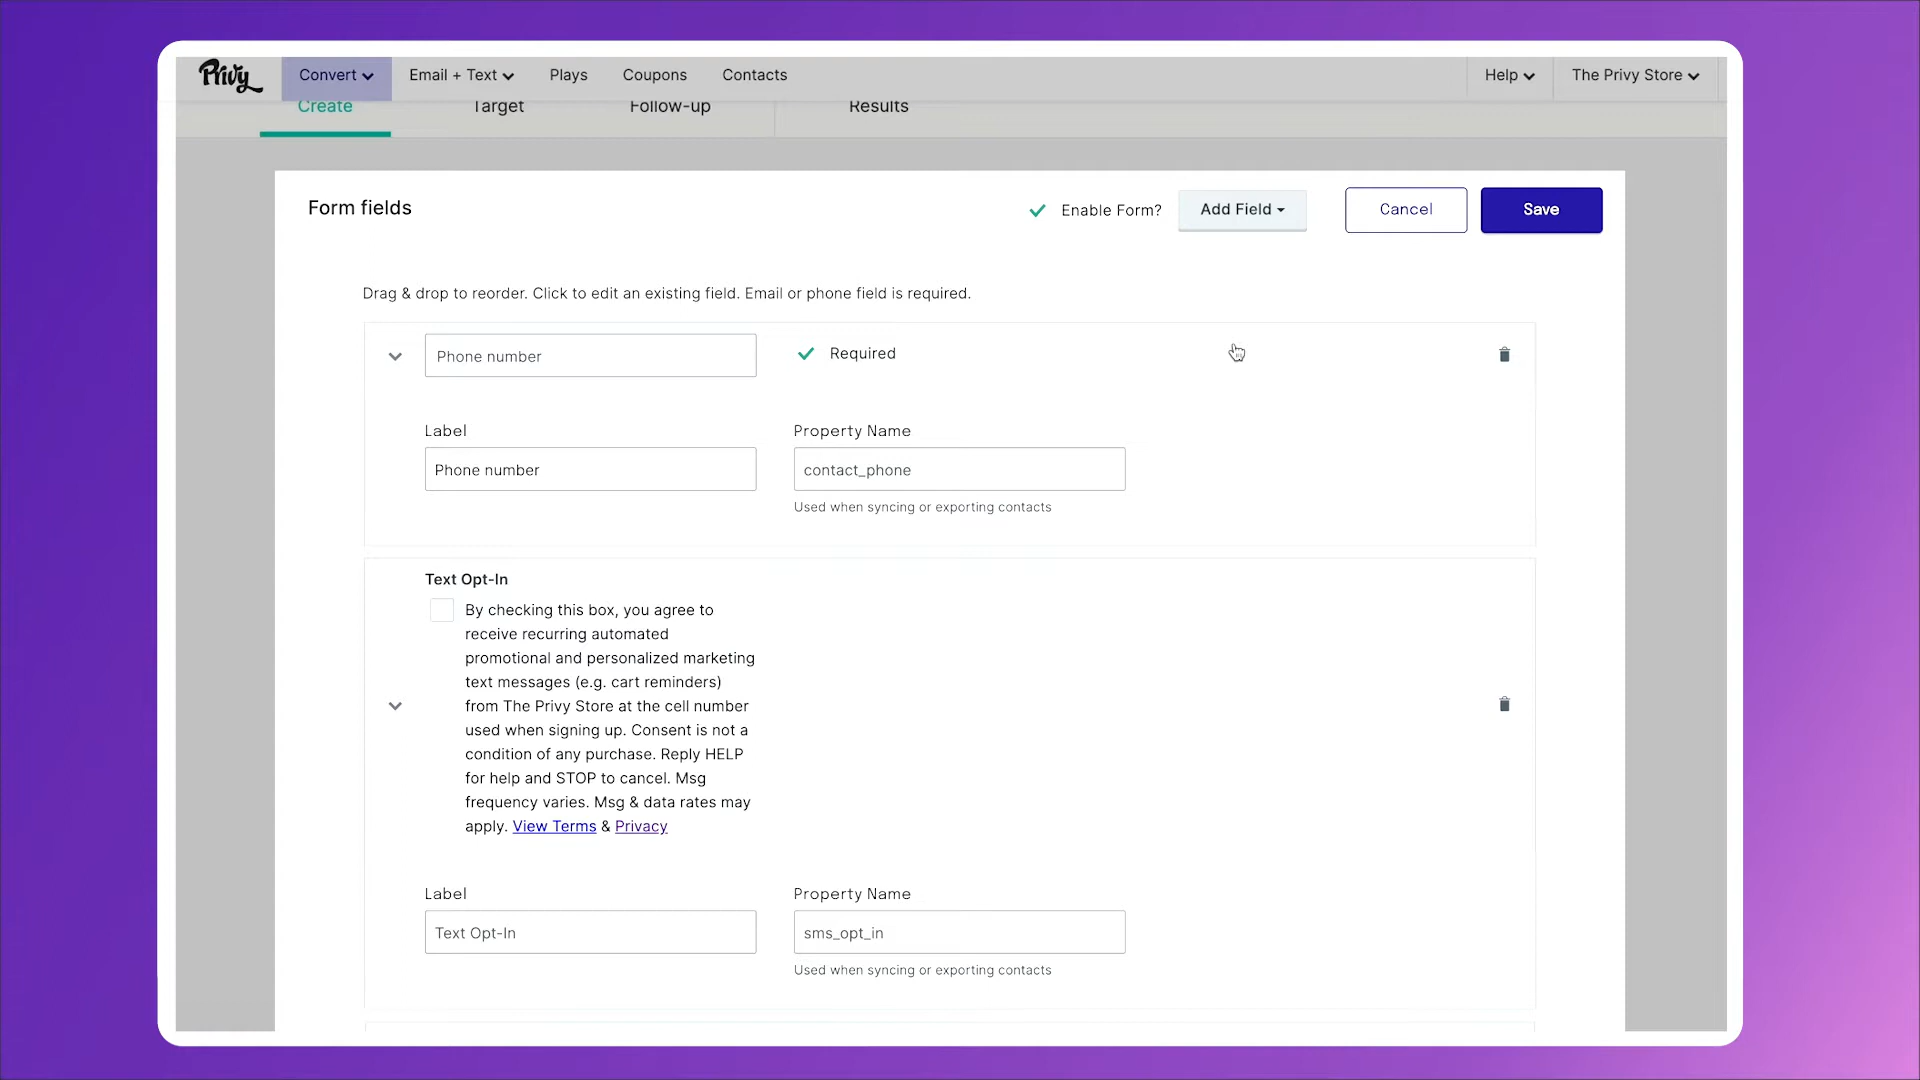 Privy
Convert
Email + Text
Plays
Coupons
Contacts
Help
The Privy Store
Create
Target
Follow-up
Results
Form fields
Enable Form?
Add Field
Cancel
Save
Drag & drop to reorder. Click to edit an existing field. Email or phone field is required.
Phone number
Required
Label
Property Name
Phone number
contact_phone
Used when syncing or exporting contacts
Text Opt-In
By checking this box, you agree to
receive recurring automated
promotional and personalized marketing
text messages (e.g. cart reminders)
from The Privy Store at the cell number
used when signing up. Consent is not a
condition of any purchase. Reply HELP
for help and STOP to cancel. Msg
frequency varies. Msg & data rates may
apply. View Terms & Privacy
Label
Property Name
Text Opt-In
sms_opt_in
Used when syncing or exporting contacts